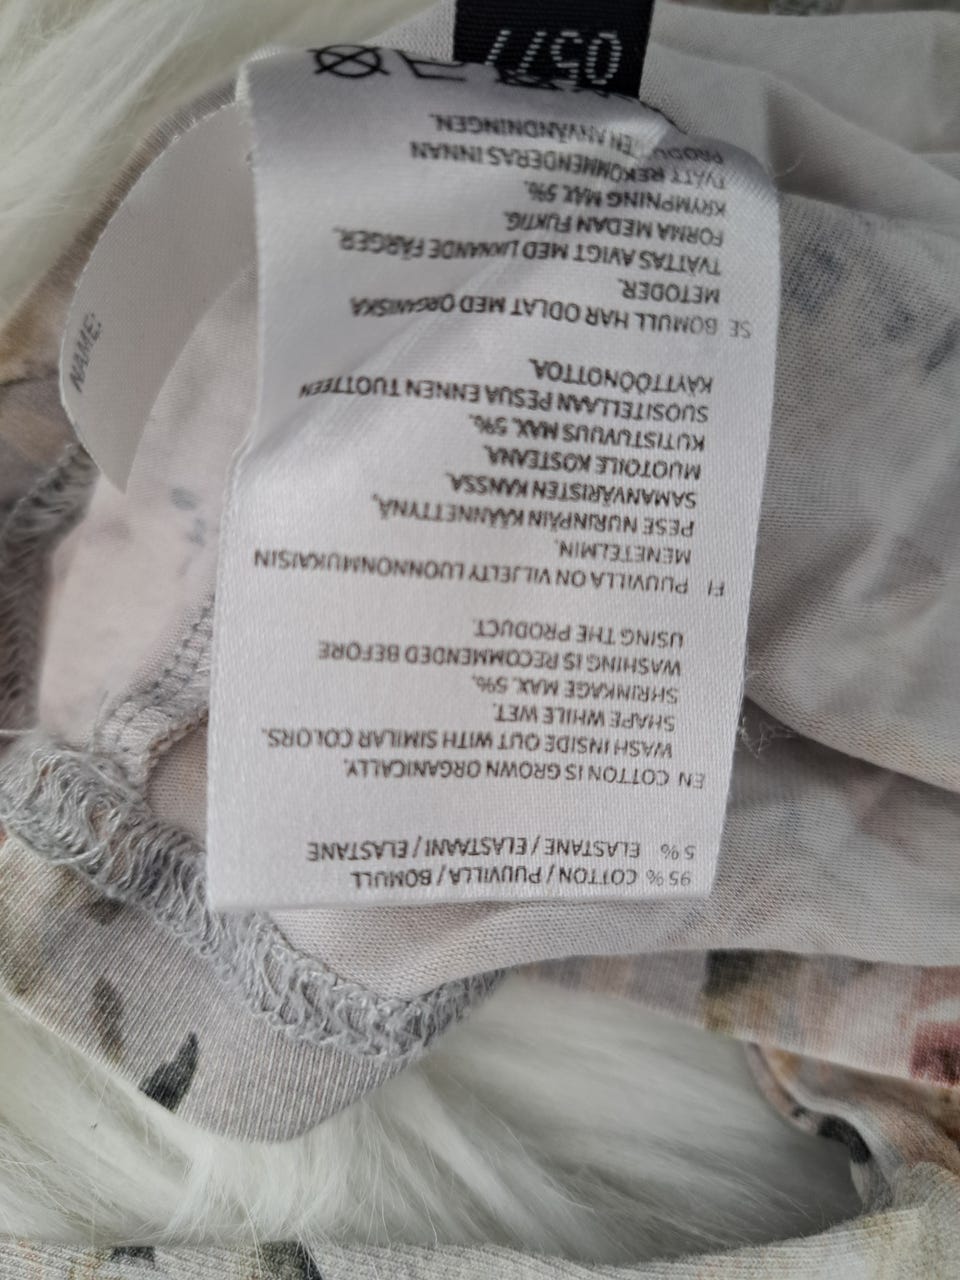 95 % COTTON / PUUVILLA / BOMULL
5 % ELASTANE / ELASTAANI / ELASTANE
EN COTTON IS GROWN ORGANICALLY.
WASH INSIDE OUT WITH SIMILAR COLORS.
SHAPE WHILE WET.
SHRINKAGE MAX. 5%.
WASHING IS RECOMMENDED BEFORE
USING THE PRODUCT.
FI PUUVILLA ON VILJELTY LUONNONMUKAISIN
MENETELMIN.
PESE NURINPÄIN KÄÄNNETTYNÄ,
SAMANVÄRISTEN KANSSA
MUOTOILE KOSTEANA.
KUTISTUVUUS MAX. 5%.
SUOSITELLAAN PESUA ENNEN TUOTTEEN
KÄYTTÖÖNOTTOA.
SE BOMULL HAR ODLAT MED ORGANISKA
METODER.
TVÄTTAS AVIGT MED LIKNANDE FÄRGER.
FORMA MEDAN FUKTIG.
KRYMPNING MAX. 5%.
TVÄTT REKOMMENDERAS INNAN
ANVÄNDNINGEN.
NAME: